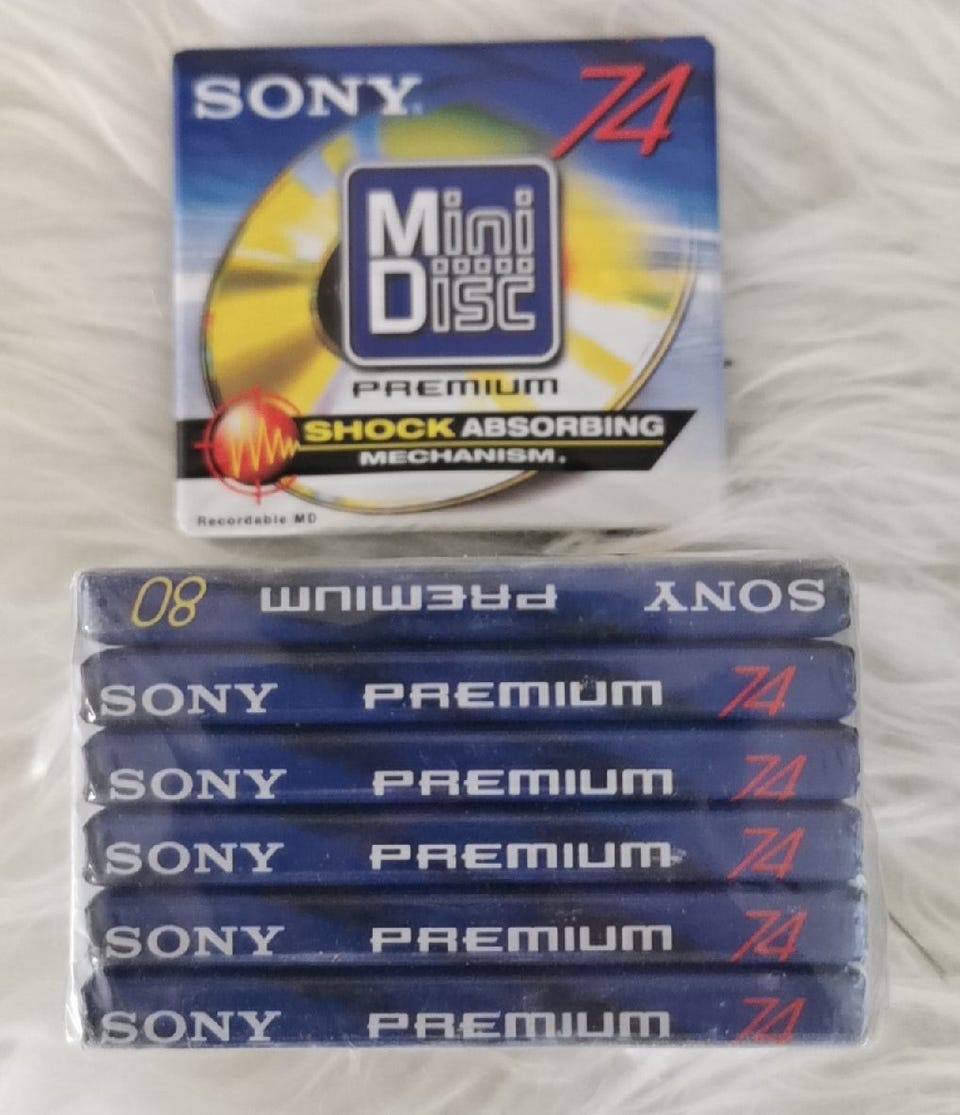 SONY 74
Mini
Disc
PREMIUM
SHOCK ABSORBING
MECHANISM.
Recordable MD
SONY PREMIUM 80
SONY PREMIUM 74
SONY PREMIUM 74
SONY PREMIUM 74
SONY PREMIUM 74
SONY PREMIUM 74